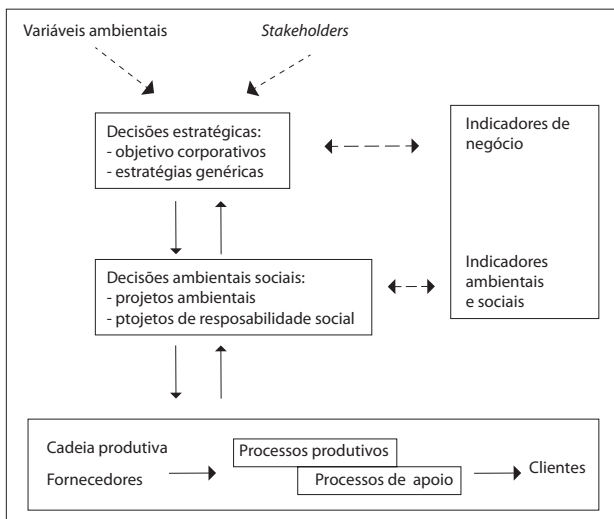 Variáveis ambientais
Stakeholders
Decisões estratégicas:
- objetivo corporativos
- estratégias genéricas
Indicadores de
negócio
Decisões ambientais sociais:
- projetos ambientais
- ptojetos de resposabilidade social
Indicadores
ambientais
e sociais
Cadeia produtiva
Fornecedores
Processos produtivos
Processos de apoio
Clientes